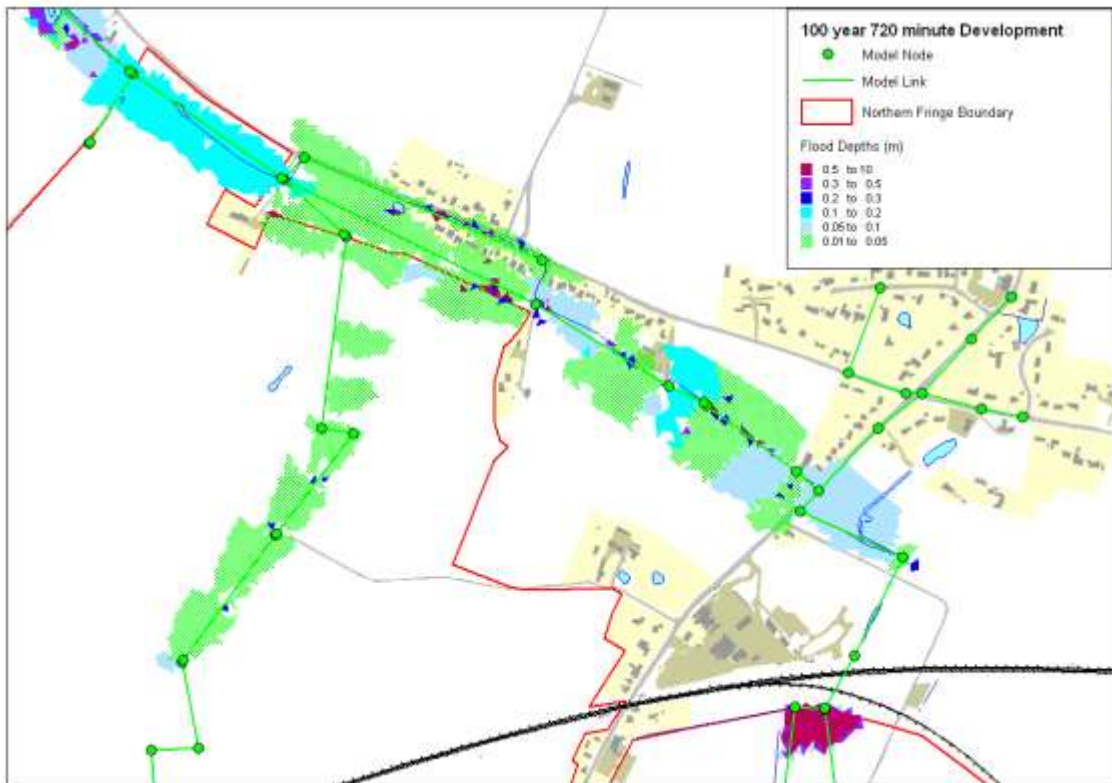 100 year 720 minute Development
Model Node
Model Link
Northern Fringe Boundary
Flood Depths (m)
0.5 to 10
0.3 to 0.5
0.2 to 0.3
0.1 to 0.2
0.05 to 0.1
0.01 to 0.05